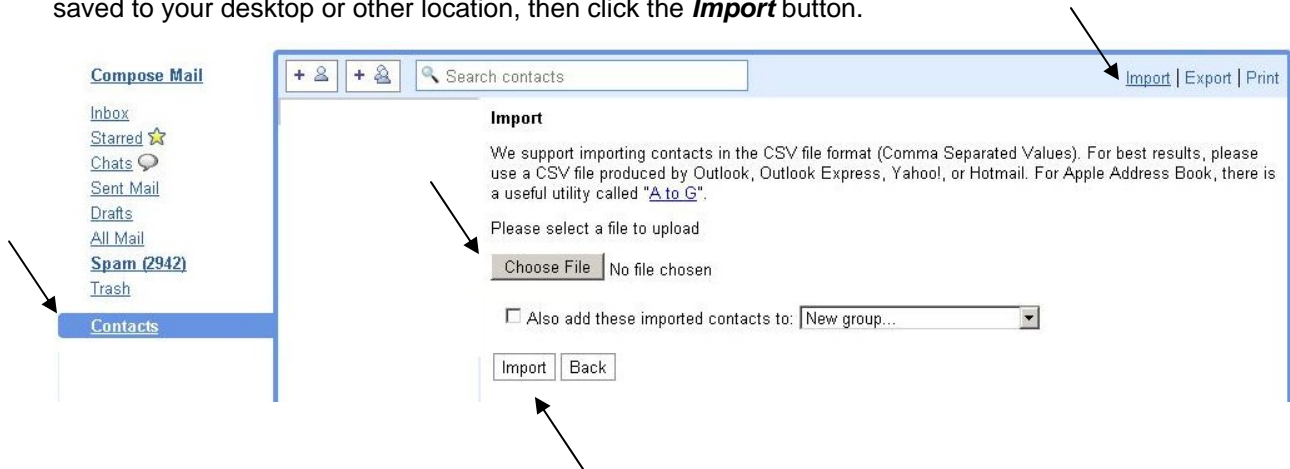 saved to your desktop or other location, then click the Import button.
Compose Mail
Inbox
Starred
Chats
Sent Mail
Drafts
All Mail
Spam (2942)
Trash
Contacts
+ +
Search contacts
Import | Export | Print
Import
We support importing contacts in the CSV file format (Comma Separated Values). For best results, please
use a CSV file produced by Outlook, Outlook Express, Yahoo!, or Hotmail. For Apple Address Book, there is
a useful utility called "A to G".
Please select a file to upload
Choose File No file chosen
Also add these imported contacts to: New group...
Import Back